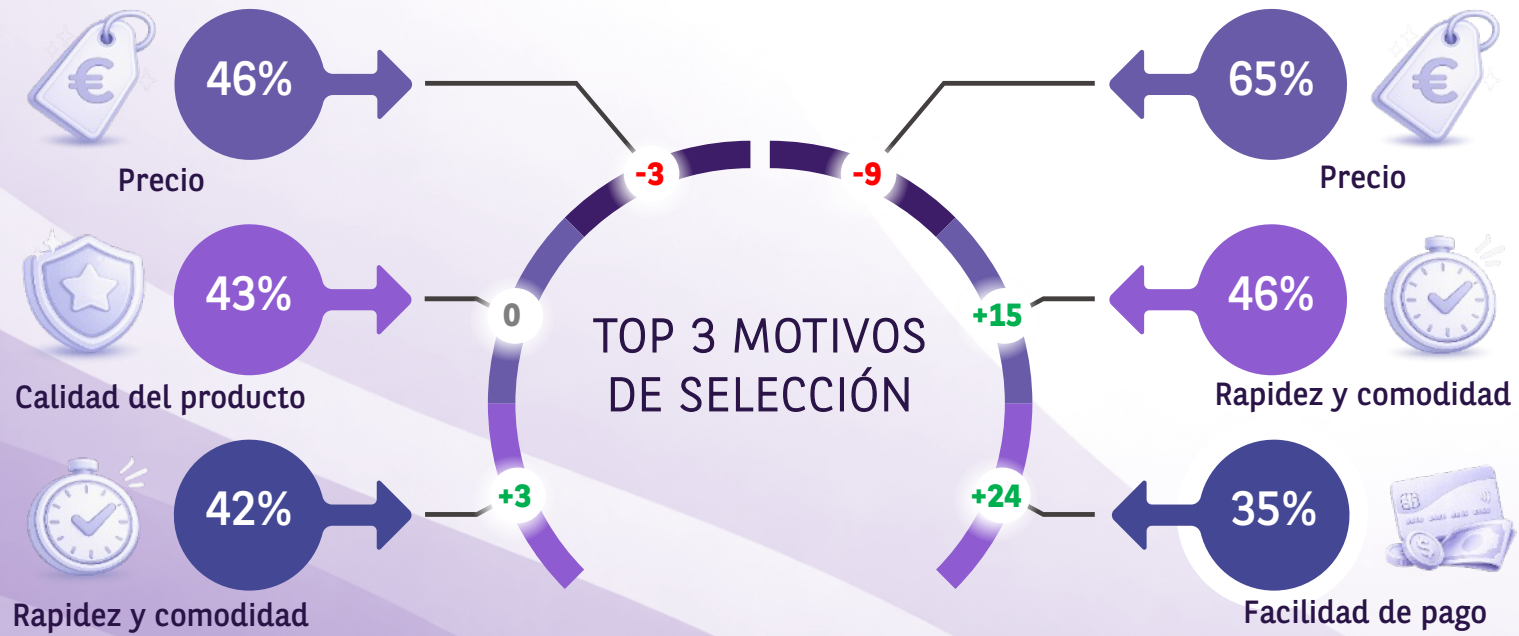 46%
-3
Precio
43%
0
Calidad del producto
42%
+3
Rapidez y comodidad
TOP 3 MOTIVOS
DE SELECCIÓN
65%
-9
Precio
46%
+15
Rapidez y comodidad
35%
+24
Facilidad de pago
€
€
$